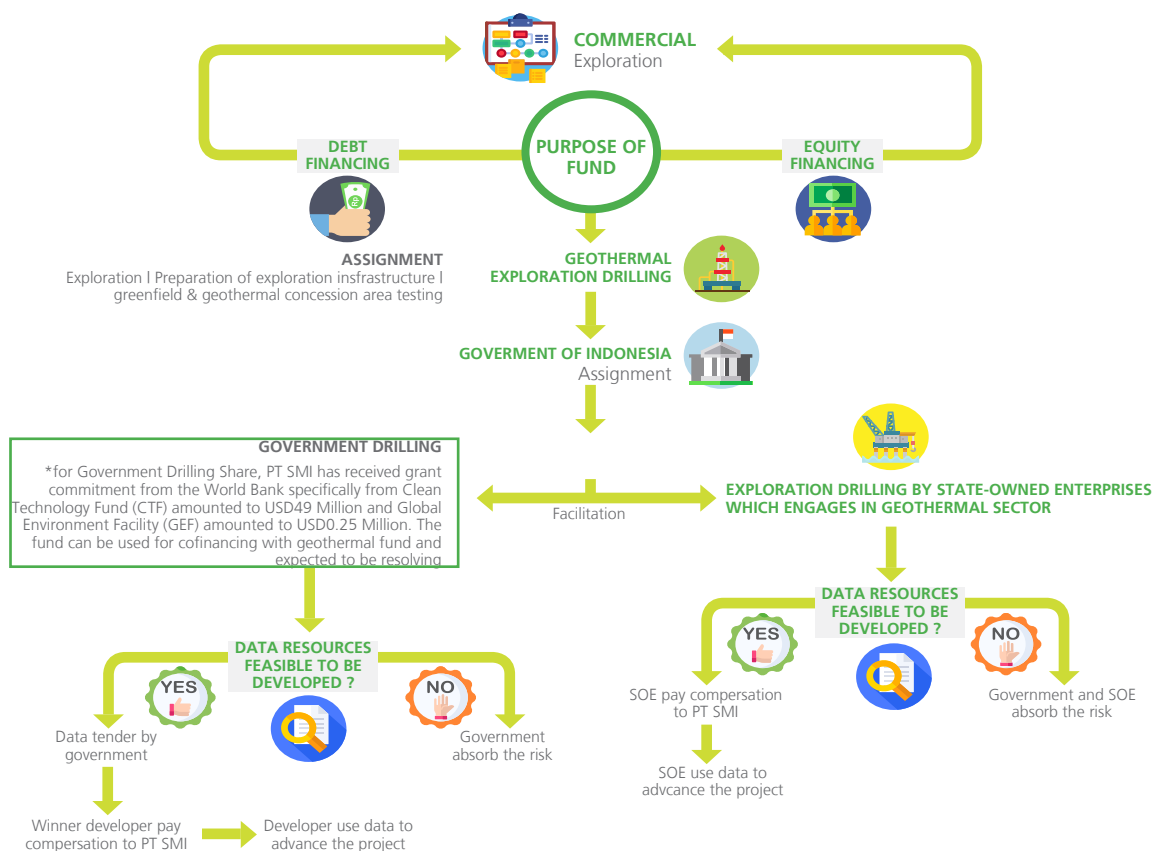 COMMERCIAL
Exploration
PURPOSE OF
FUND
DEBT
FINANCING
EQUITY
FINANCING
ASSIGNMENT
Exploration l Preparation of exploration insfrastructure l
greenfield & geothermal concession area testing
GEOTHERMAL
EXPLORATION DRILLING
GOVERMENT OF INDONESIA
Assignment
GOVERNMENT DRILLING
*for Government Drilling Share, PT SMI has received grant
commitment from the World Bank specifically from Clean
Technology Fund (CTF) amounted to USD49 Million and Global
Environment Facility (GEF) amounted to USD0.25 Million. The
fund can be used for cofinancing with geothermal fund and
expected to be resolving
Facilitation
EXPLORATION DRILLING BY STATE-OWNED ENTERPRISES
WHICH ENGAGES IN GEOTHERMAL SECTOR
DATA RESOURCES
FEASIBLE TO BE
DEVELOPED ?
YES
NO
Data tender by
government
Government
absorb the risk
Winner developer pay
compersation to PT SMI
Developer use data to
advance the project
DATA RESOURCES
FEASIBLE TO BE
DEVELOPED ?
YES
NO
SOE pay compersation
to PT SMI
Government and SOE
absorb the risk
SOE use data to
advcance the project